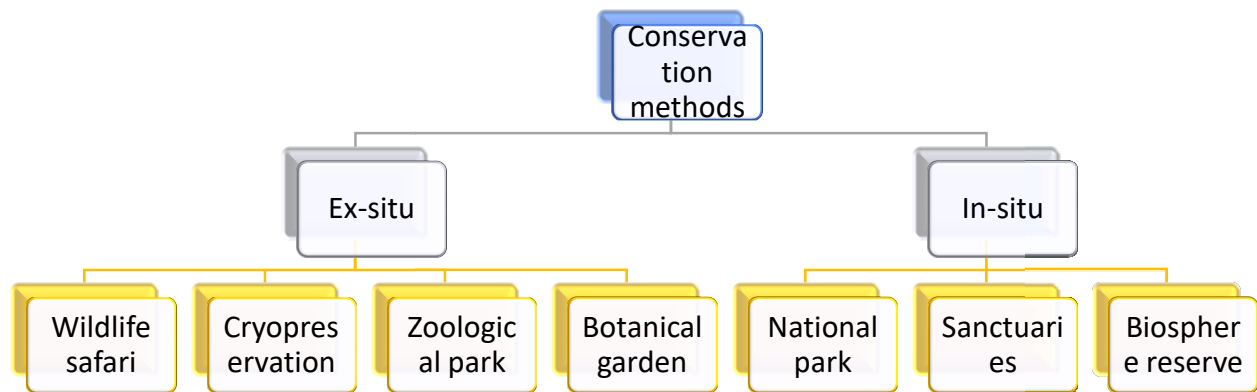 Conserva
tion
methods
Ex-situ
In-situ
Wildlife
safari
Cryopres
ervation
Zoologic
al park
Botanical
garden
National
park
Sanctuari
es
Biospher
e reserve